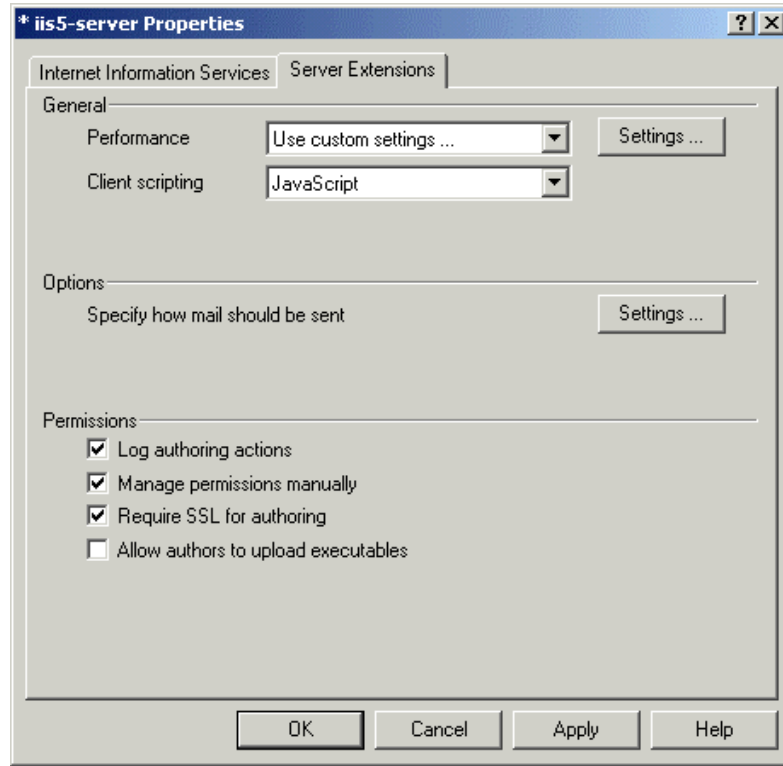 * iis5-server Properties
Internet Information Services Server Extensions
General
Performance Use custom settings ... Settings ...
Client scripting JavaScript
Options
Specify how mail should be sent Settings ...
Permissions
Log authoring actions
Manage permissions manually
Require SSL for authoring
Allow authors to upload executables
OK Cancel Apply Help